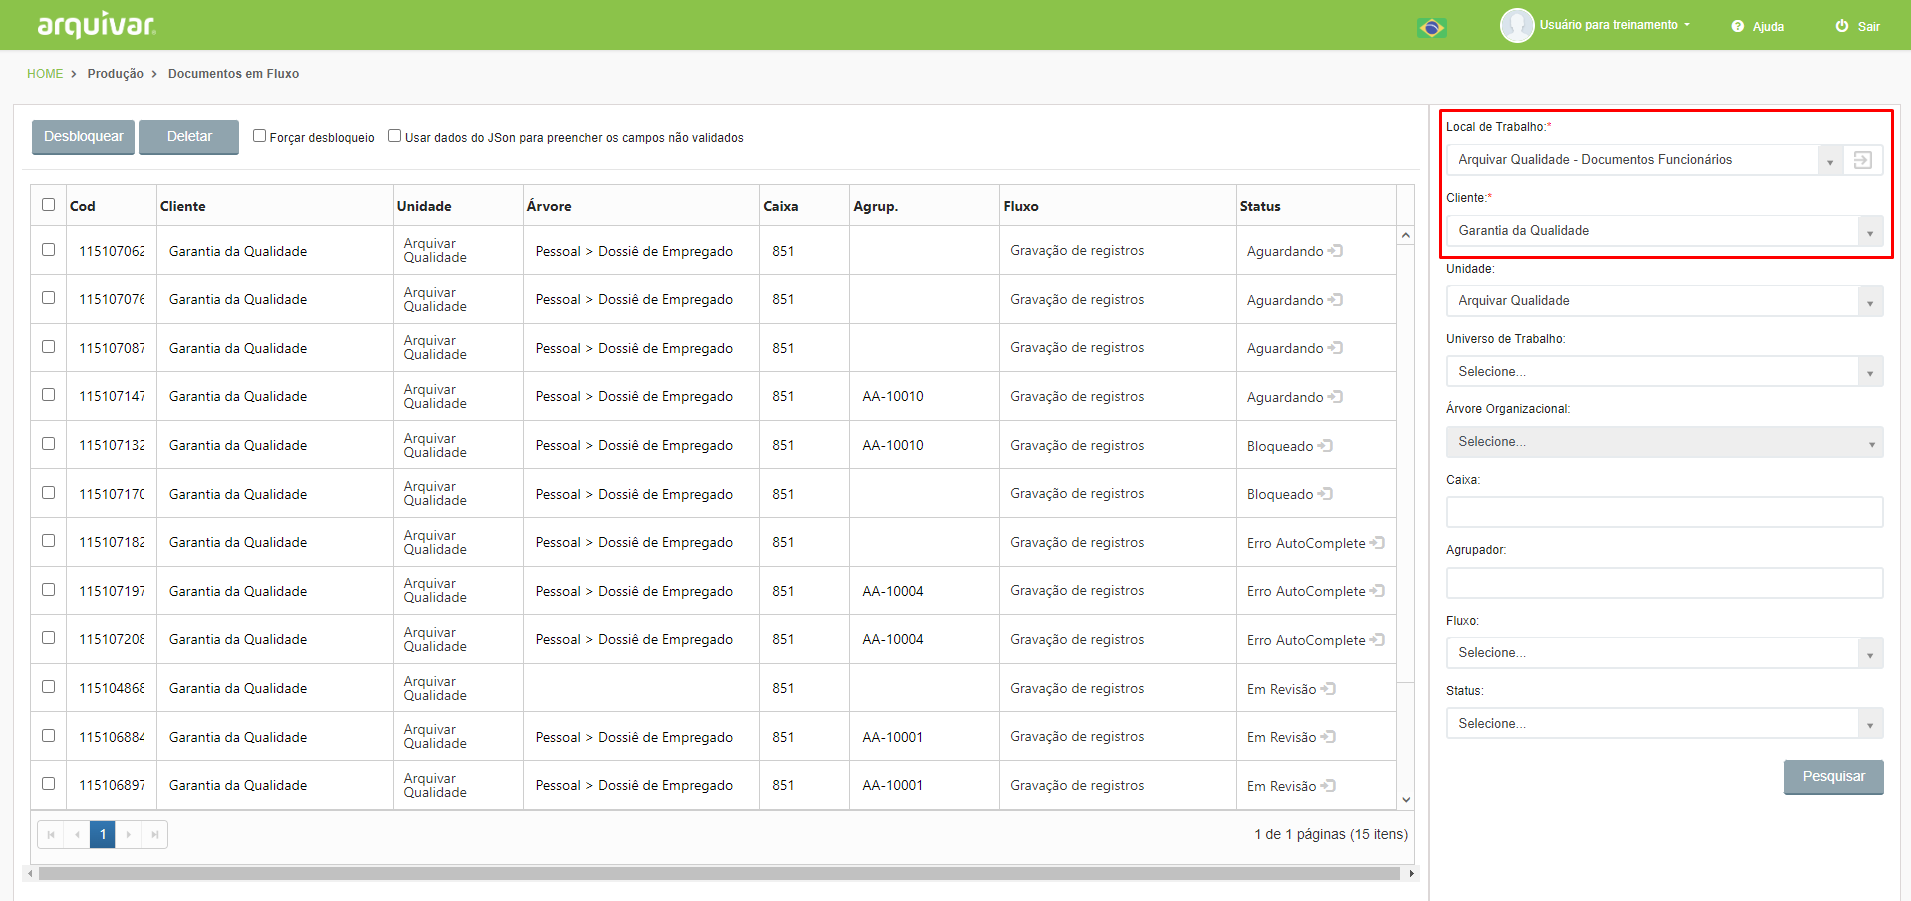 arquivar
Usuário para treinamento
Ajuda
Sair
HOME > Produção > Documentos em Fluxo
Desbloquear
Deletar
Forçar desbloqueio
Usar dados do JSon para preencher os campos não validados
Cod Cliente Unidade Árvore Caixa Agrup. Fluxo Status
115107062 Garantia da Qualidade Arquivar Qualidade Pessoal > Dossiê de Empregado 851 Gravação de registros Aguardando
115107076 Garantia da Qualidade Arquivar Qualidade Pessoal > Dossiê de Empregado 851 Gravação de registros Aguardando
115107087 Garantia da Qualidade Arquivar Qualidade Pessoal > Dossiê de Empregado 851 Gravação de registros Aguardando
115107147 Garantia da Qualidade Arquivar Qualidade Pessoal > Dossiê de Empregado 851 AA-10010 Gravação de registros Aguardando
115107132 Garantia da Qualidade Arquivar Qualidade Pessoal > Dossiê de Empregado 851 AA-10010 Gravação de registros Bloqueado
115107170 Garantia da Qualidade Arquivar Qualidade Pessoal > Dossiê de Empregado 851 Gravação de registros Bloqueado
115107182 Garantia da Qualidade Arquivar Qualidade Pessoal > Dossiê de Empregado 851 Gravação de registros Erro AutoComplete
115107197 Garantia da Qualidade Arquivar Qualidade Pessoal > Dossiê de Empregado 851 AA-10004 Gravação de registros Erro AutoComplete
115107208 Garantia da Qualidade Arquivar Qualidade Pessoal > Dossiê de Empregado 851 AA-10004 Gravação de registros Erro AutoComplete
115104868 Garantia da Qualidade Arquivar Qualidade 851 Gravação de registros Em Revisão
115106884 Garantia da Qualidade Arquivar Qualidade Pessoal > Dossiê de Empregado 851 AA-10001 Gravação de registros Em Revisão
115106897 Garantia da Qualidade Arquivar Qualidade Pessoal > Dossiê de Empregado 851 AA-10001 Gravação de registros Em Revisão
1
1 de 1 páginas (15 itens)
Local de Trabalho:*
Arquivar Qualidade - Documentos Funcionários
Cliente:*
Garantia da Qualidade
Unidade:
Arquivar Qualidade
Universo de Trabalho:
Selecione...
Árvore Organizacional:
Selecione...
Caixa:
Agrupador:
Fluxo:
Selecione...
Status:
Selecione...
Pesquisar